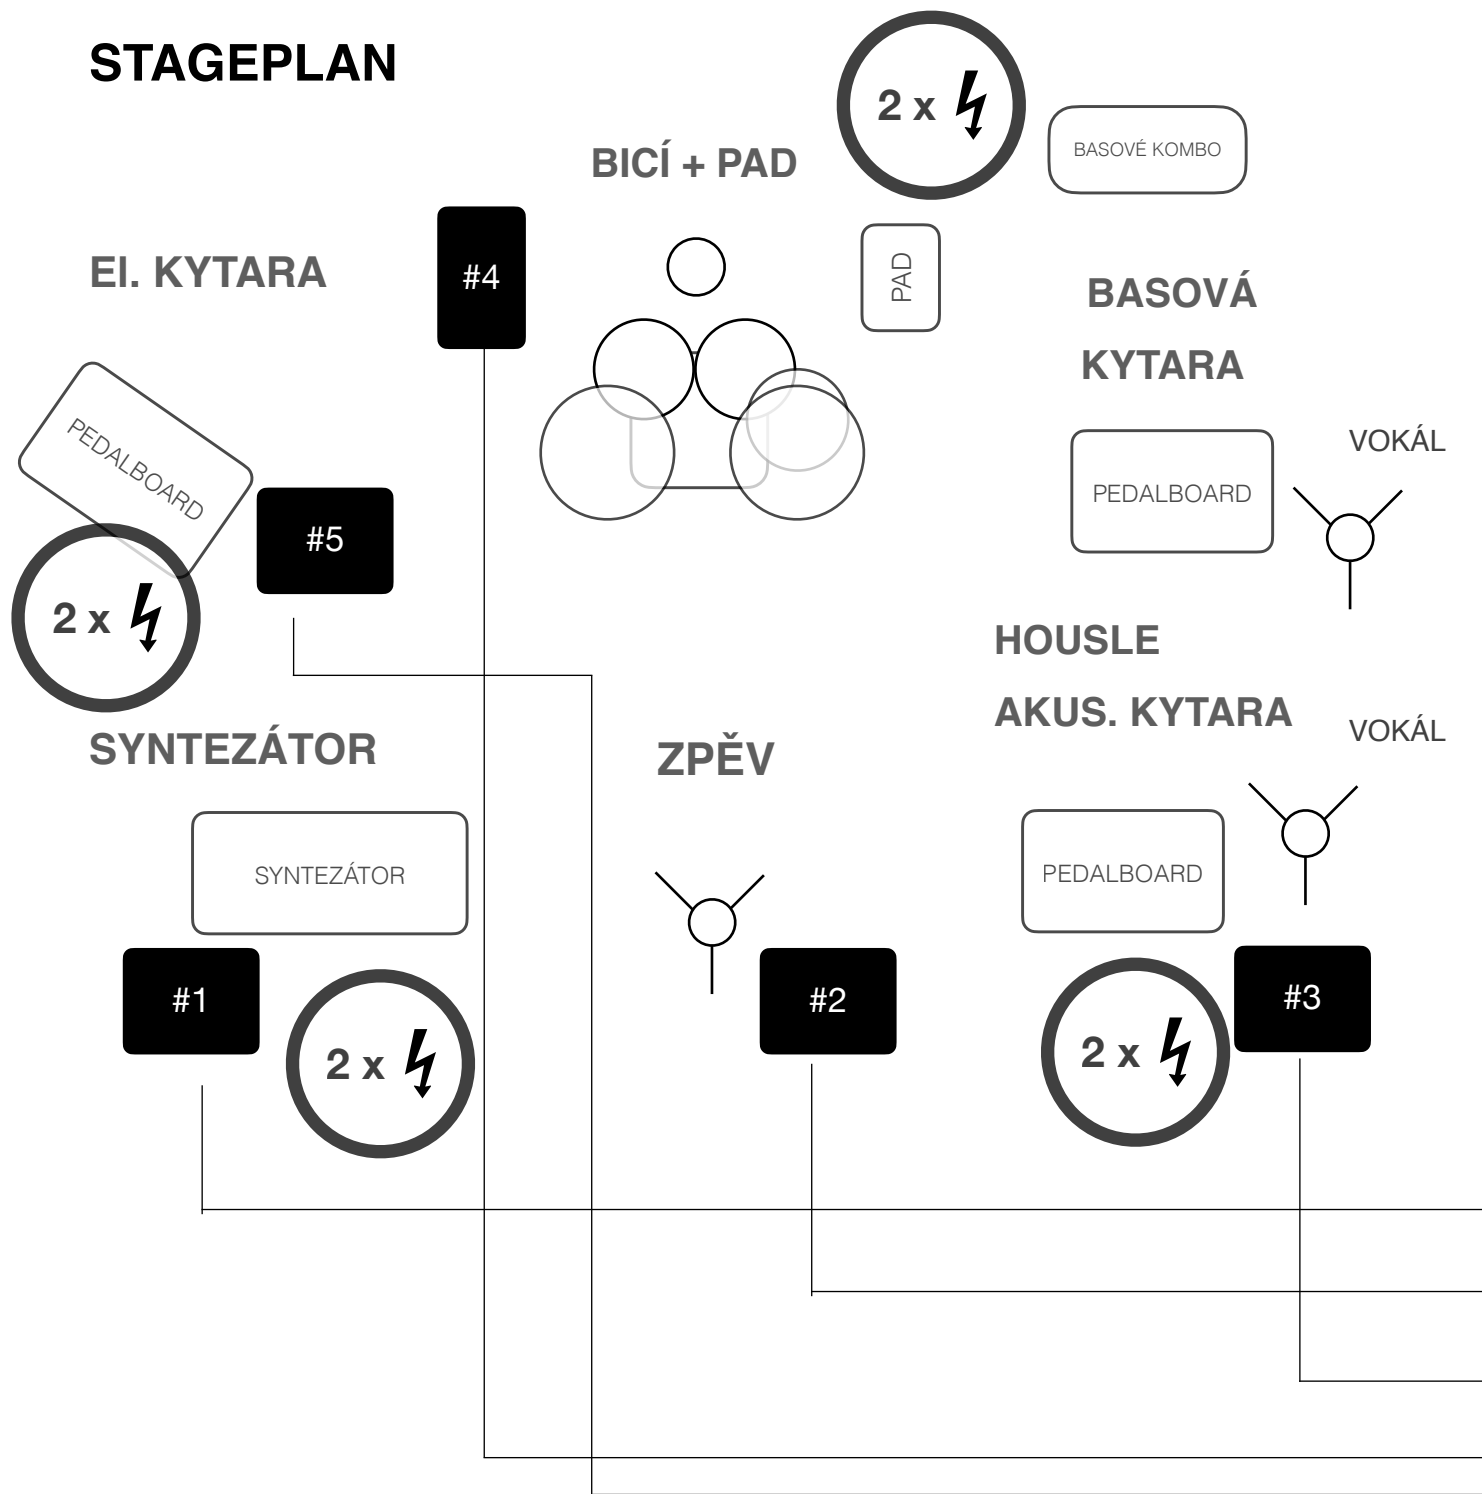 STAGEPLAN
2 x
BASOVÉ KOMBO
BICÍ + PAD
El. KYTARA
#4
PAD
BASOVÁ
KYTARA
PEDALBOARD
#5
2 x
PEDALBOARD
VOKÁL
HOUSLE
AKUS. KYTARA
VOKÁL
SYNTEZÁTOR
ZPĚV
SYNTEZÁTOR
PEDALBOARD
#1
2 x
#2
2 x
#3